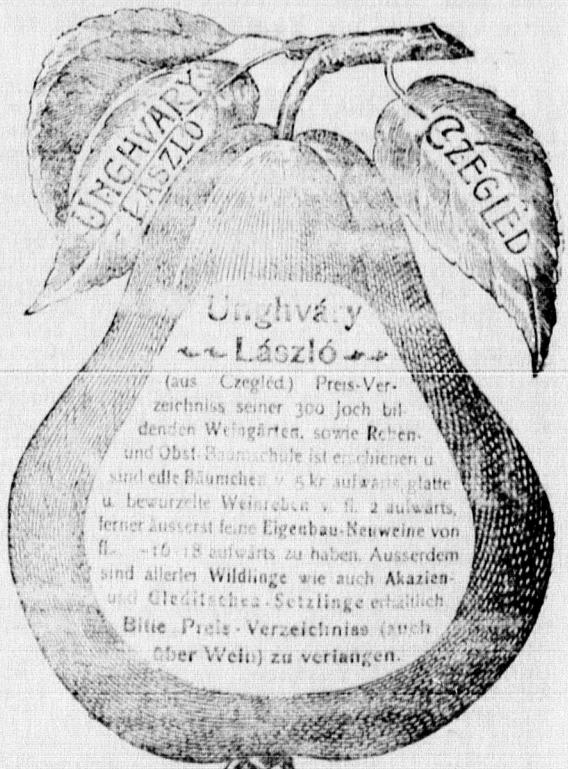 UNGHVÁRY
LÁSZLÓ
CZEGLÉD
Unghváry
László
(aus Czegléd) Preis-Ver-
zeichniss seiner 300 Joch bil-
denden Weingärten, sowie Reben-
und Obst-Baumschule ist erschienen u.
sind edle Bäumchen v. 5 kr aufwärts, glatte
u. bewurzelte Weinreben v. fl. 2 aufwärts,
ferner äusserst feine Eigenbau-Neuweine von
fl. 16-18 aufwärts zu haben. Ausserdem
sind allerlei Wildlinge wie auch Akazien-
und Gleditschea-Setzlinge erhältlich
Bitte Preis-Verzeichniss (auch
über Wein) zu verlangen.